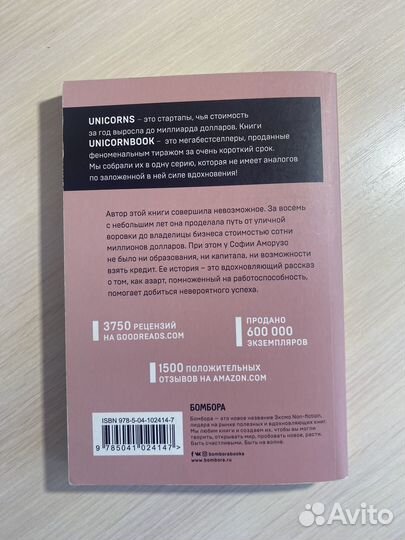 UNICORNS – это стартапы, чья стоимость
за год выросла до миллиарда долларов. Книги
UNICORNBOOK – это мегабестселлеры, проданные
феноменальным тиражом за очень короткий срок.
Мы собрали их в одну серию, которая не имеет аналогов
по заложенной в ней силе вдохновения!
Автор этой книги совершила невозможное. За восемь
с небольшим лет она проделала путь от уличной
воровки до владелицы бизнеса стоимостью сотни
миллионов долларов. При этом у Софии Аморузо
не было ни образования, ни капитала, ни возможности
взять кредит. Ее история – это вдохновляющий рассказ
о том, как азарт, помноженный на работоспособность,
помогает добиться невероятного успеха.
3750 РЕЦЕНЗИЙ
НА GOODREADS.COM
ПРОДАНО
600 000
ЭКЗЕМПЛЯРОВ
1500 ПОЛОЖИТЕЛЬНЫХ
ОТЗЫВОВ НА AMAZON.COM
ISBN 978-5-04-102414-7
9 785041 024147 >
БОМБОРА
Бомбора – это новое название Эксмо Non-fiction,
лидера на рынке полезных и вдохновляющих книг.
Мы любим книги и создаем их, чтобы вы могли
творить, открывать мир, пробовать новое, расти.
Быть счастливыми. Быть на волне.
bomborabooks
www.bombora.ru
Avito